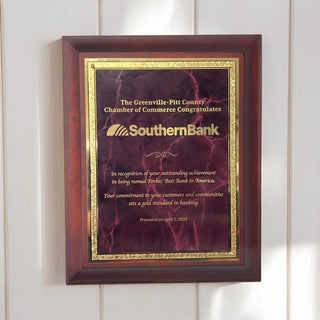 The Greenville-Pitt County
Chamber of Commerce Congratulates
SouthernBank
In recognition of your outstanding achievement
in being named Forbes' Best Bank in America.
Your commitment to your customers and communities
sets a gold standard in banking.
Presented on April 2, 2025